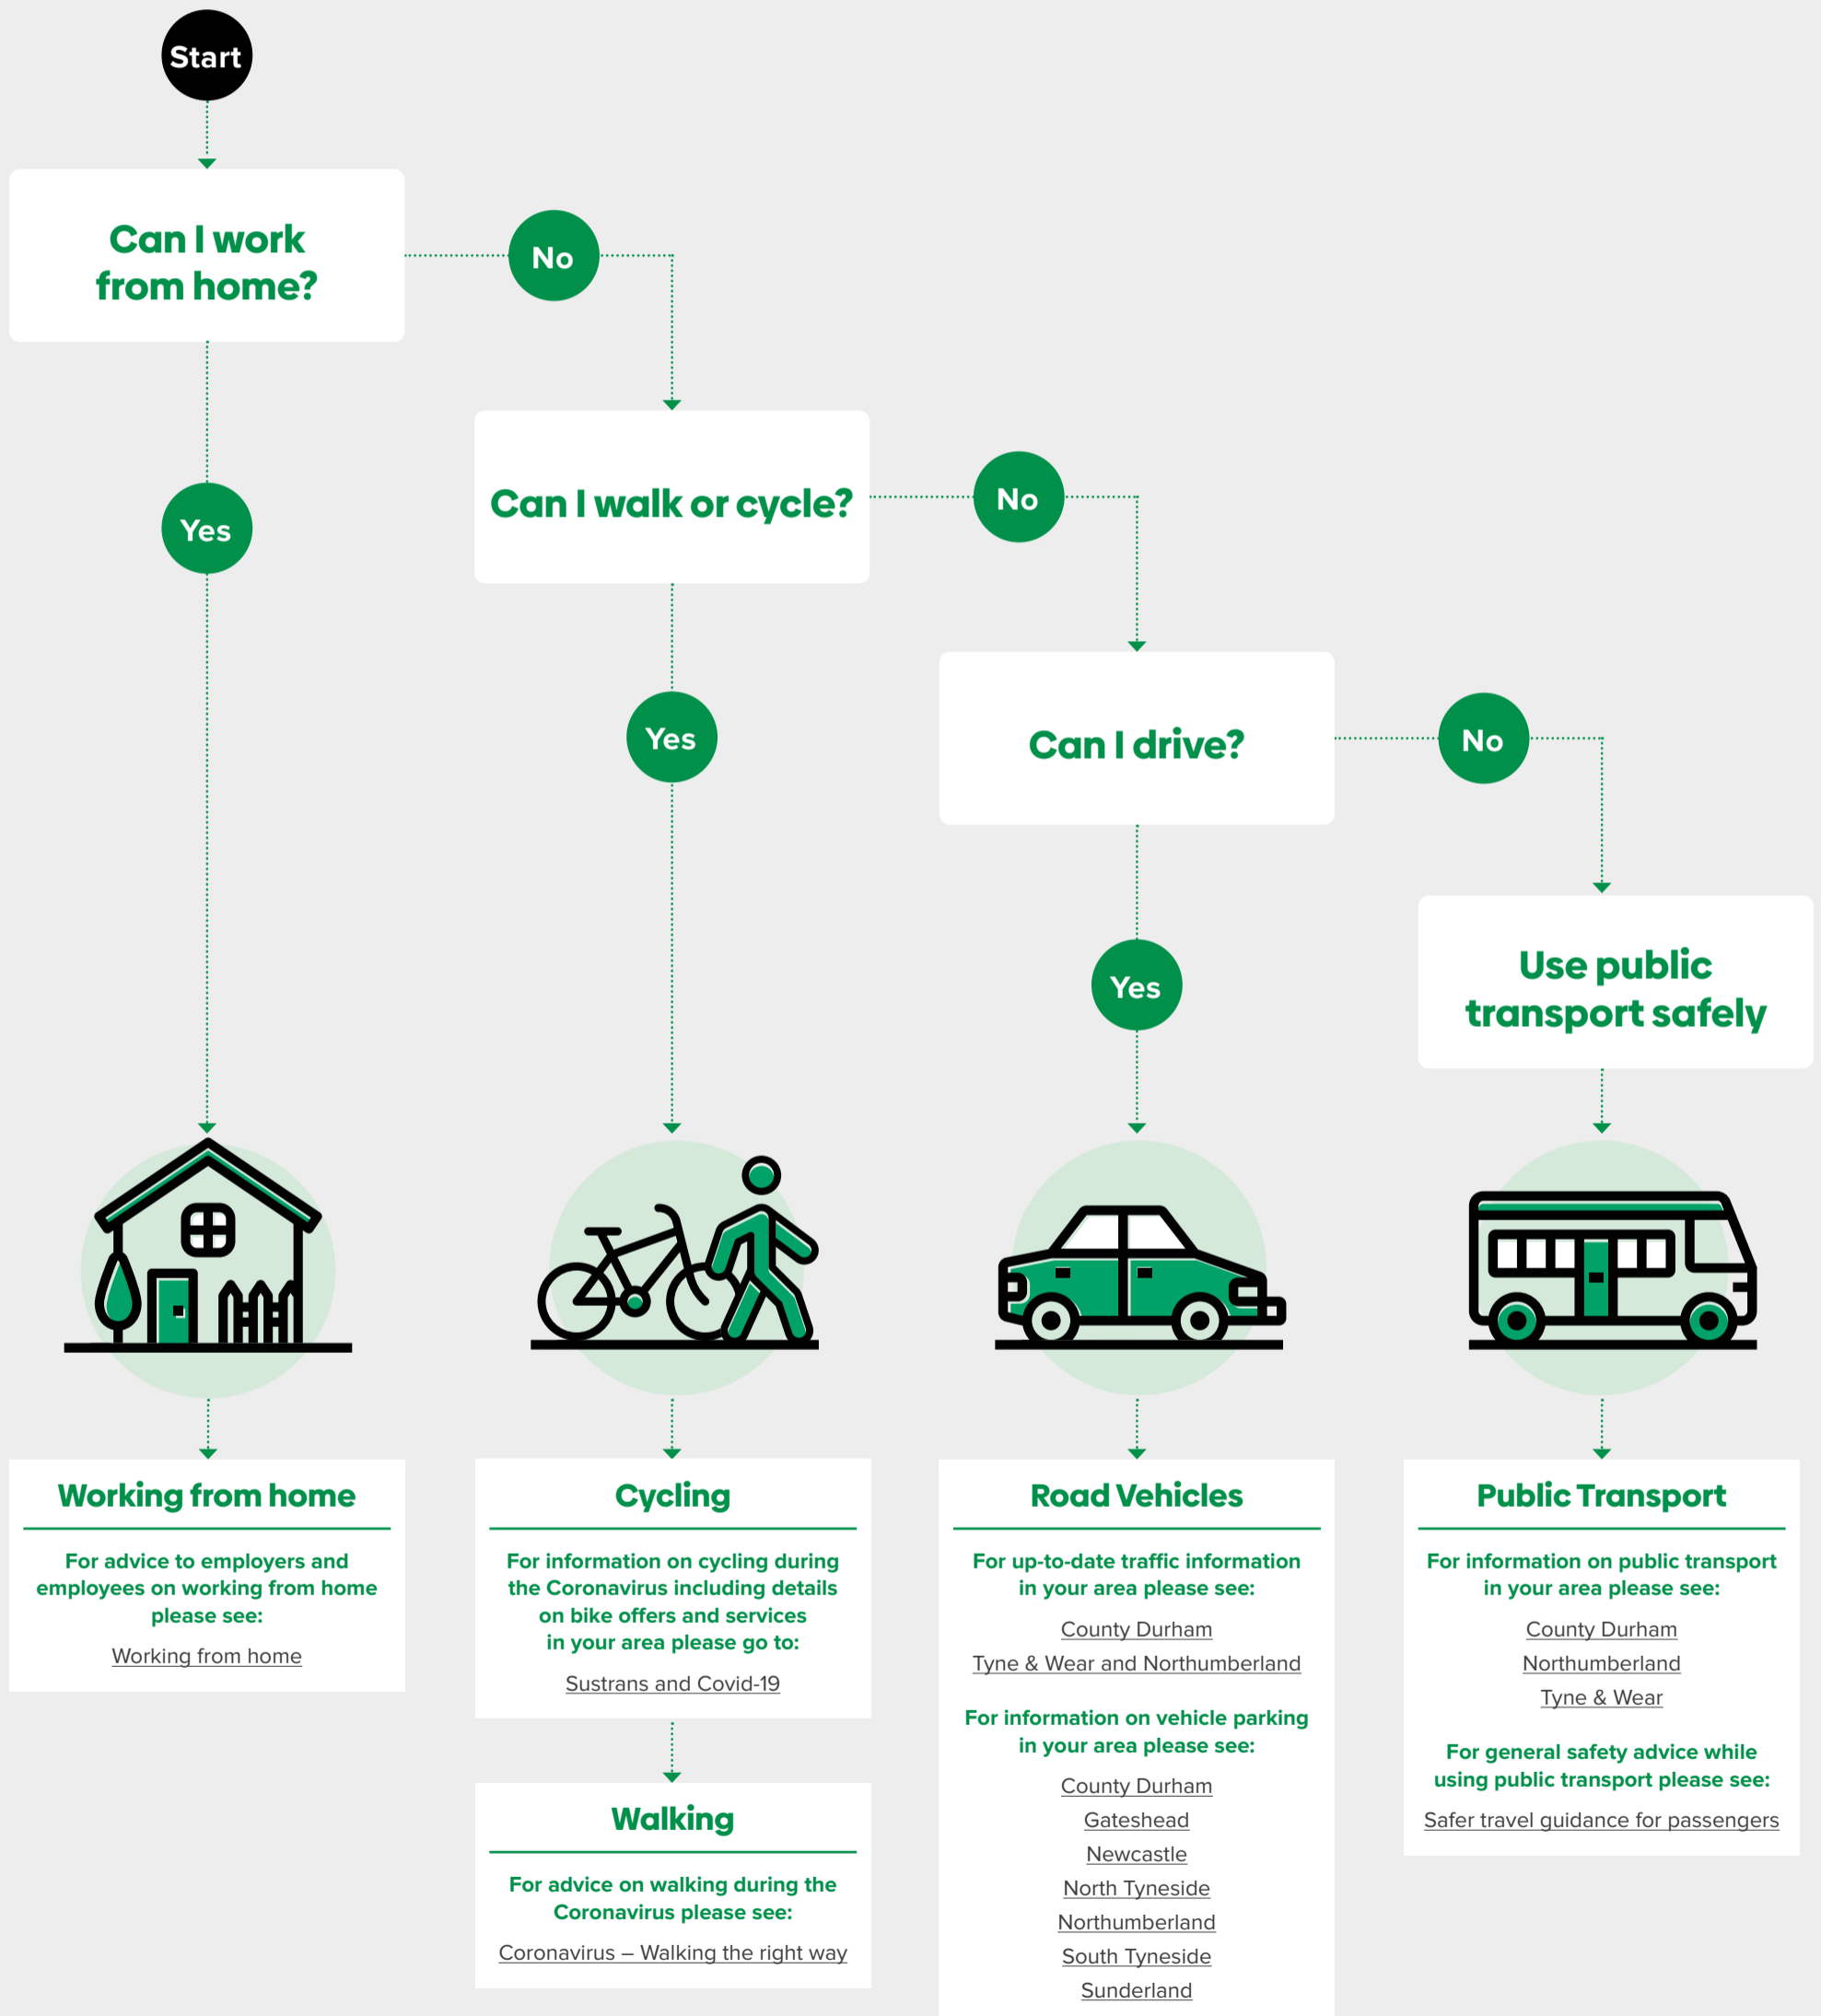 Start
Can I work
from home?
No
Yes
Can I walk or cycle?
No
Yes
Can I drive?
No
Yes
Use public
transport safely
Working from home
For advice to employers and
employees on working from home
please see:
Working from home
Cycling
For information on cycling during
the Coronavirus including details
on bike offers and services
in your area please go to:
Sustrans and Covid-19
Walking
For advice on walking during the
Coronavirus please see:
Coronavirus – Walking the right way
Road Vehicles
For up-to-date traffic information
in your area please see:
County Durham
Tyne & Wear and Northumberland
For information on vehicle parking
in your area please see:
County Durham
Gateshead
Newcastle
North Tyneside
Northumberland
South Tyneside
Sunderland
Public Transport
For information on public transport
in your area please see:
County Durham
Northumberland
Tyne & Wear
For general safety advice while
using public transport please see:
Safer travel guidance for passengers